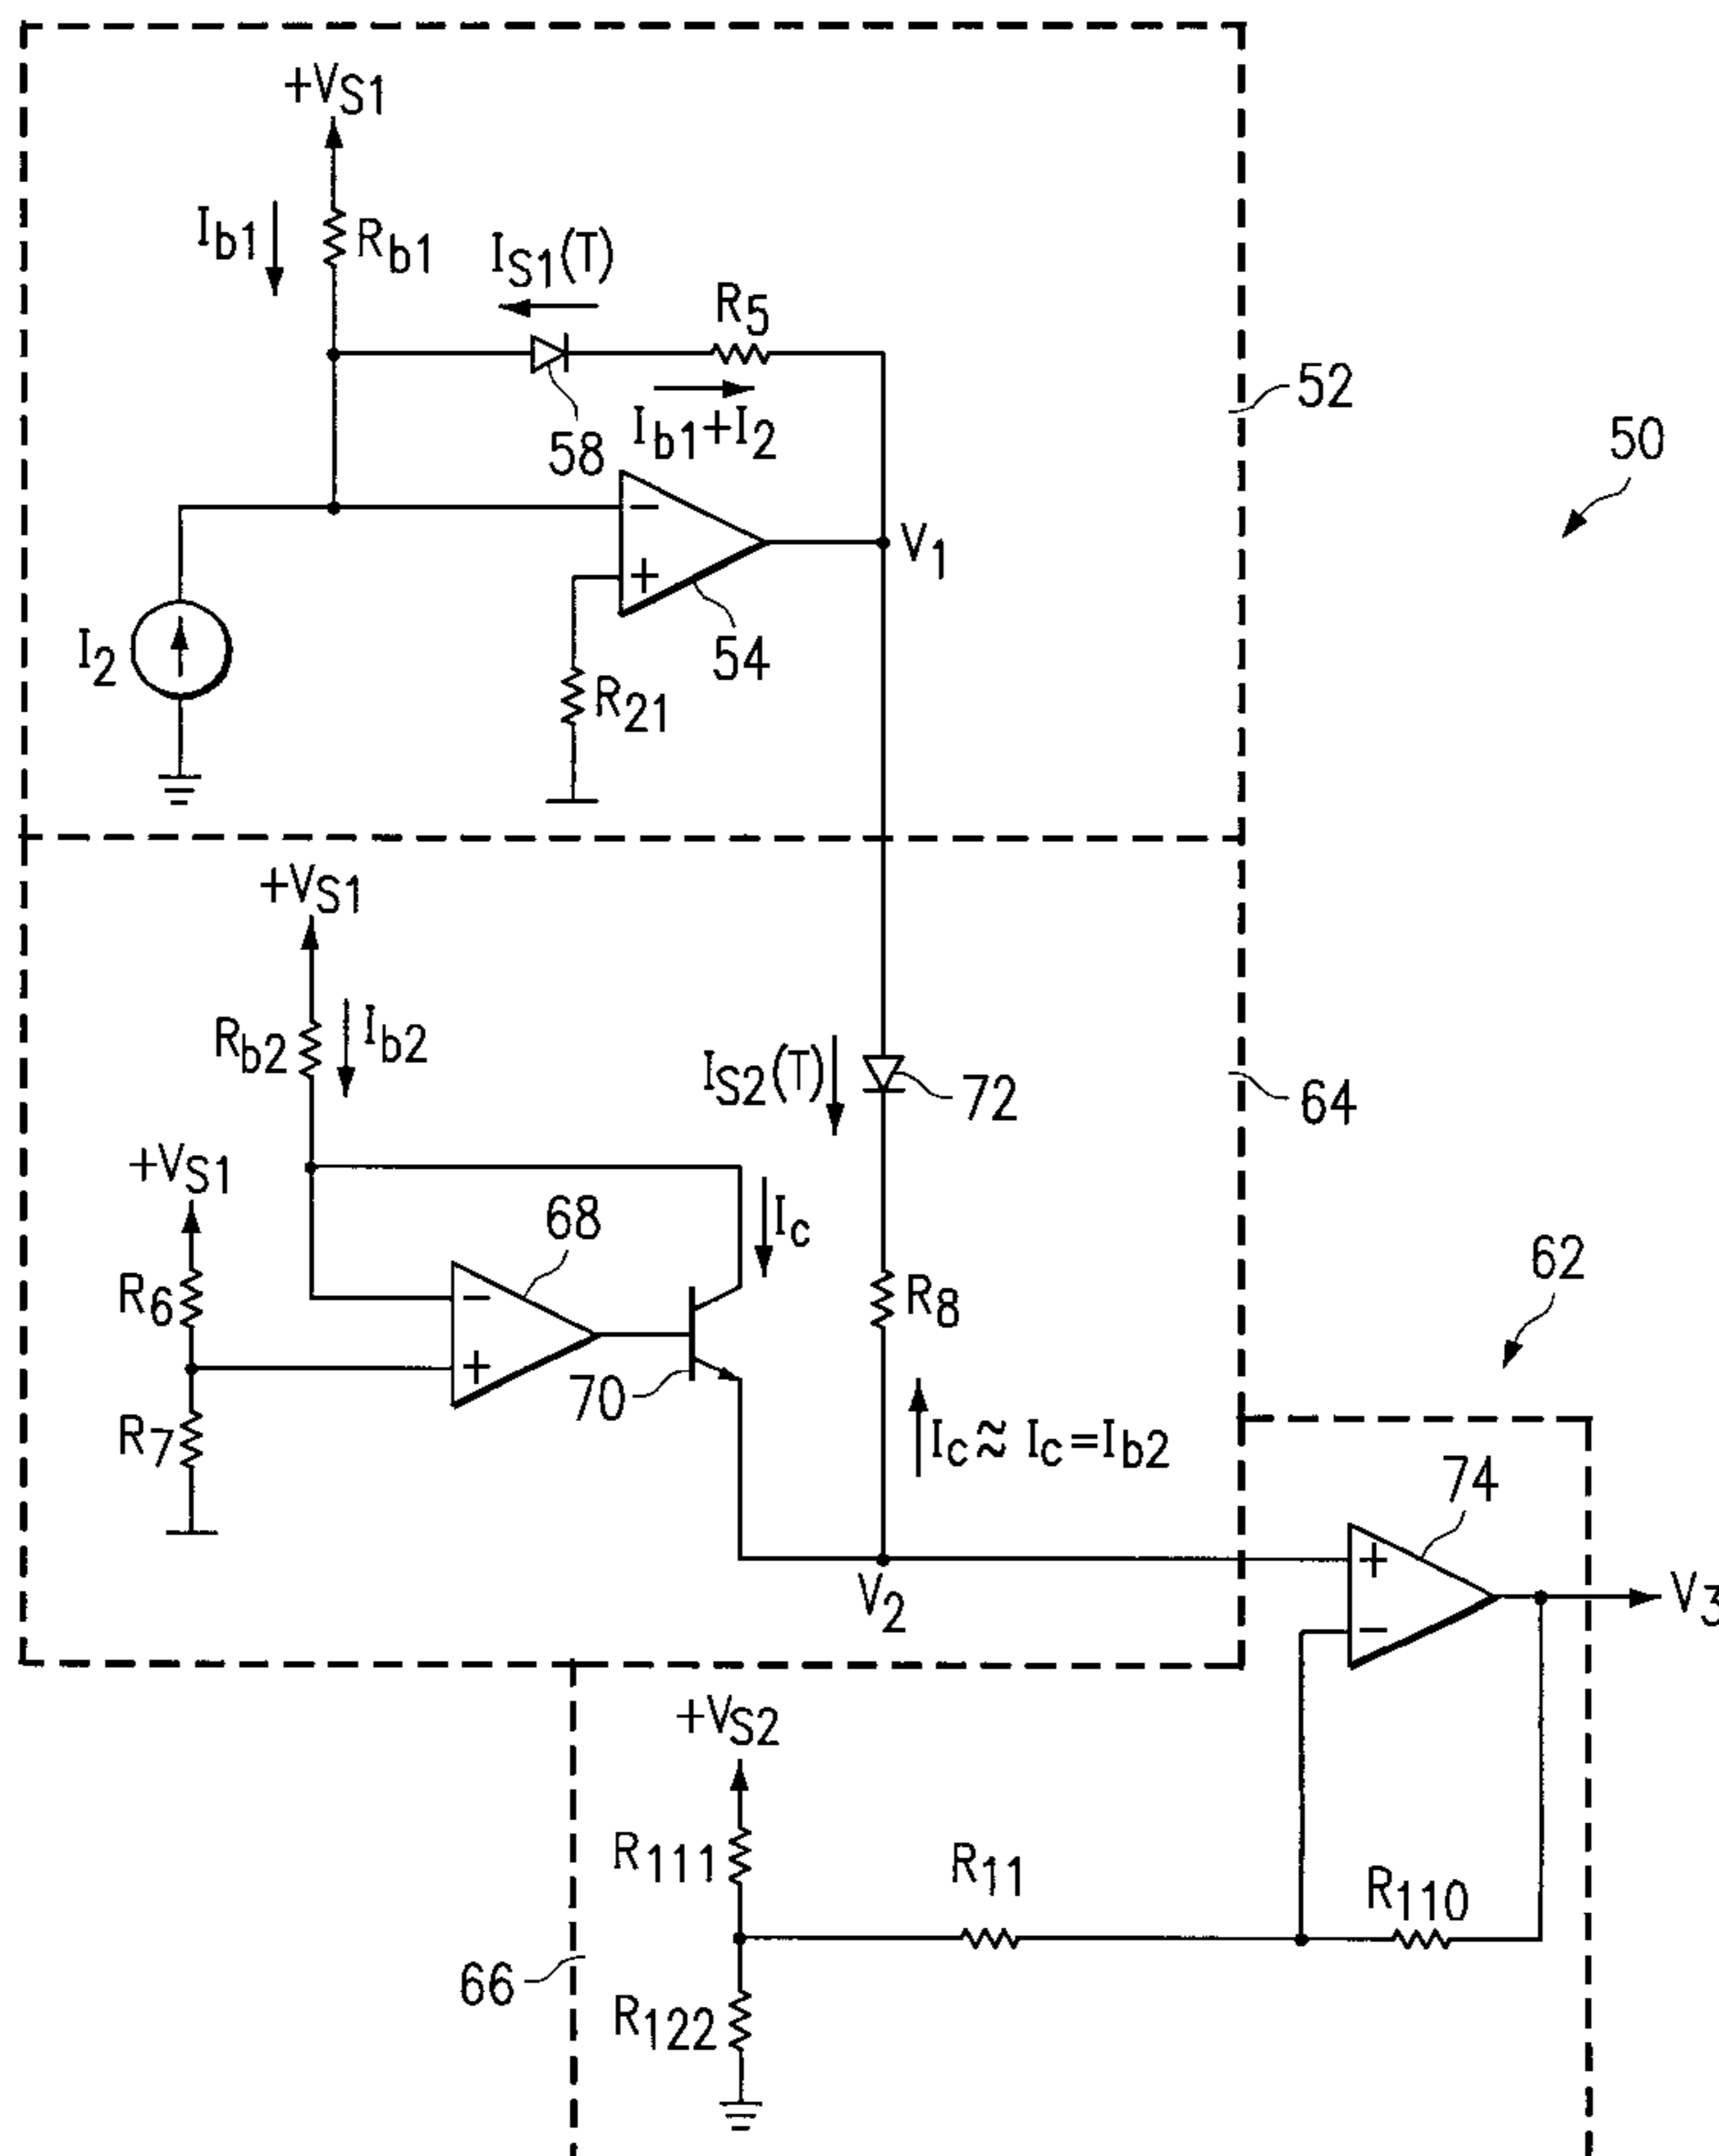 +VS1
Ib1
Rb1
IS1(T)
R5
52
58
Ib1+I2
50
−
+
V1
54
I2
R21
+VS1
Rb2
Ib2
IS2(T)
72
64
+VS1
68
Ic
R6
−
+
R8
62
70
R7
Ic≈Ic=Ib2
74
+
−
V2
V3
+VS2
R111
R11
R110
66
R122